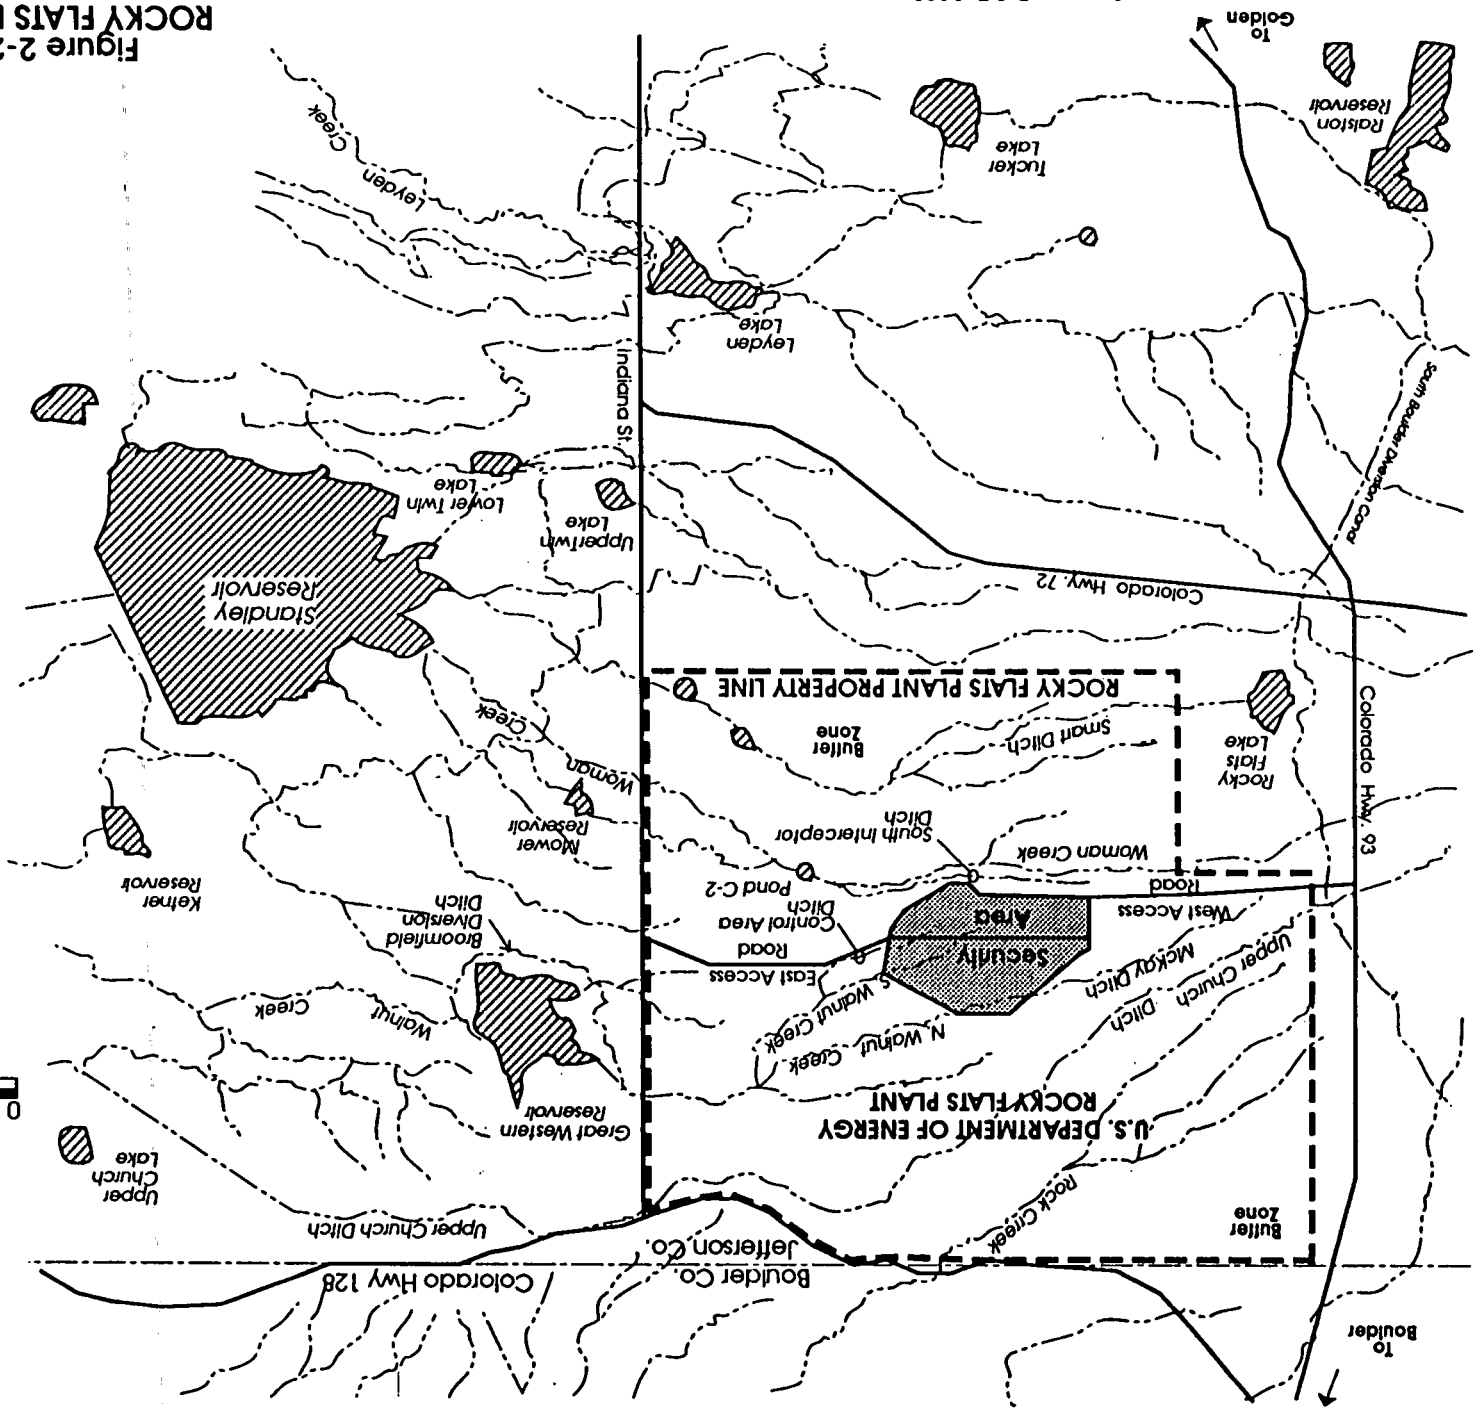 To
Boulder
Colorado Hwy 128
Boulder Co.
Jefferson Co.
Upper Church Ditch
Buffer
Zone
Rock Creek
Upper
Church
Lake
U.S. DEPARTMENT OF ENERGY
ROCKY FLATS PLANT
Great Western
Reservoir
0
N. Walnut
Creek
S. Walnut Creek
Walnut
Creek
Upper Church
Ditch
McKay Ditch
Security
Area
East Access
Road
West Access
Road
Broomfield
Diversion
Ditch
Control Area
Ditch
Pond C-2
Ketner
Reservoir
Woman Creek
South Interceptor
Ditch
Mower
Reservoir
Colorado Hwy. 93
Rocky
Flats
Lake
Smart Ditch
Buffer
Zone
Woman
Creek
ROCKY FLATS PLANT PROPERTY LINE
Standley
Reservoir
Colorado Hwy. 72
Upper Twin
Lake
Lower Twin
Lake
South Boulder Diversion Canal
Indiana St.
Leyden
Lake
Leyden
Creek
Tucker
Lake
Ralston
Reservoir
To
Golden
Figure 2-2
ROCKY FLATS